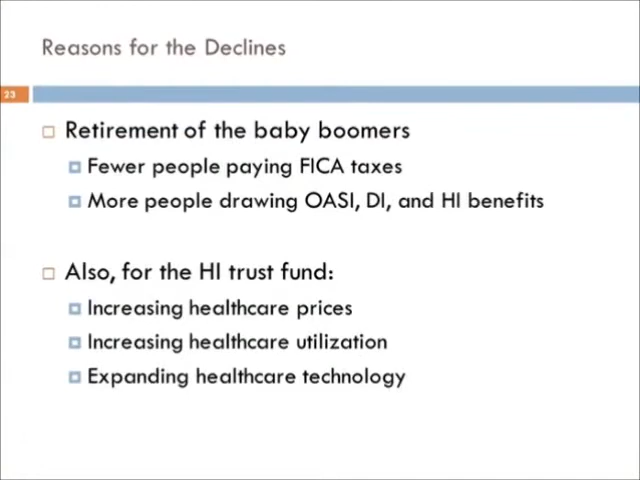 Reasons for the Declines
23
Retirement of the baby boomers
Fewer people paying FICA taxes
More people drawing OASI, DI, and HI benefits
Also, for the HI trust fund:
Increasing healthcare prices
Increasing healthcare utilization
Expanding healthcare technology